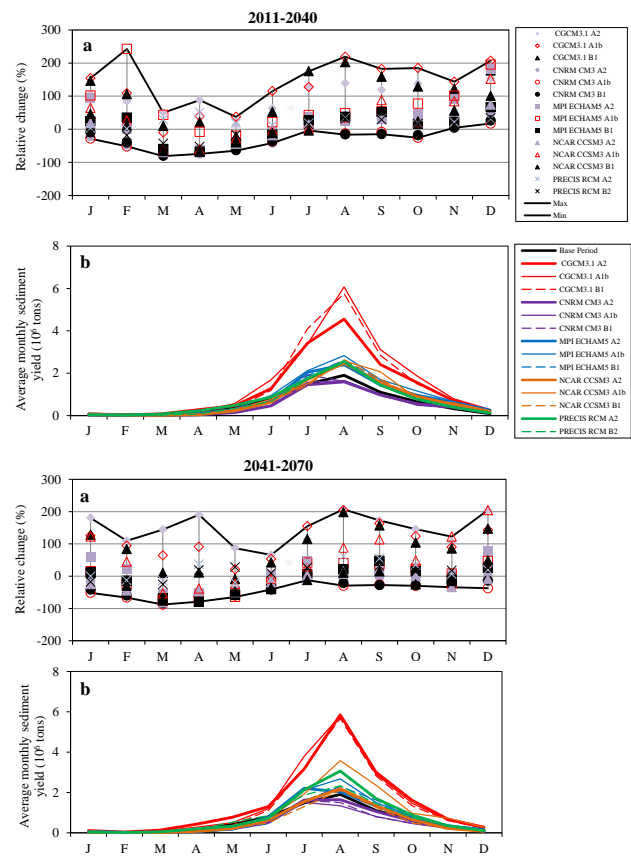 2011-2040
a
Relative change (%)
300
200
100
0
-100
-200
J F M A M J J A S O N D
CGCM3.1 A2
CGCM3.1 A1b
CGCM3.1 B1
CNRM CM3 A2
CNRM CM3 A1b
CNRM CM3 B1
MPI ECHAM5 A2
MPI ECHAM5 A1b
MPI ECHAM5 B1
NCAR CCSM3 A2
NCAR CCSM3 A1b
NCAR CCSM3 B1
PRECIS RCM A2
PRECIS RCM B2
Max
Min
b
Average monthly sediment
yield (10⁶ tons)
8
6
4
2
0
J F M A M J J A S O N D
Base Period
CGCM3.1 A2
CGCM3.1 A1b
CGCM3.1 B1
CNRM CM3 A2
CNRM CM3 A1b
CNRM CM3 B1
MPI ECHAM5 A2
MPI ECHAM5 A1b
MPI ECHAM5 B1
NCAR CCSM3 A2
NCAR CCSM3 A1b
NCAR CCSM3 B1
PRECIS RCM A2
PRECIS RCM B2
2041-2070
a
Relative change (%)
300
200
100
0
-100
-200
J F M A M J J A S O N D
b
Average monthly sediment
yield (10⁶ tons)
8
6
4
2
0
J F M A M J J A S O N D